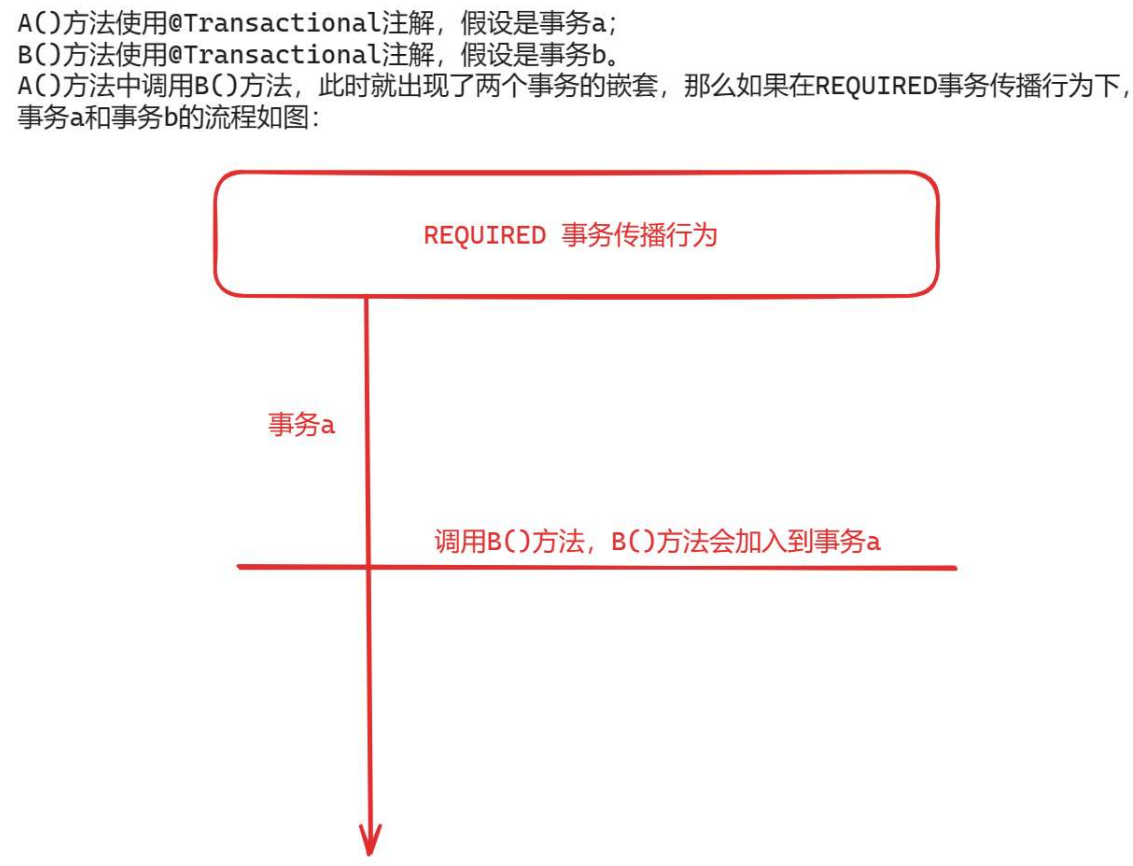 A()方法使用@Transactional注解，假设是事务a；
B()方法使用@Transactional注解，假设是事务b。
A()方法中调用B()方法，此时就出现了两个事务的嵌套，那么如果在REQUIRED事务传播行为下，
事务a和事务b的流程如图：
REQUIRED 事务传播行为
事务a
调用B()方法，B()方法会加入到事务a